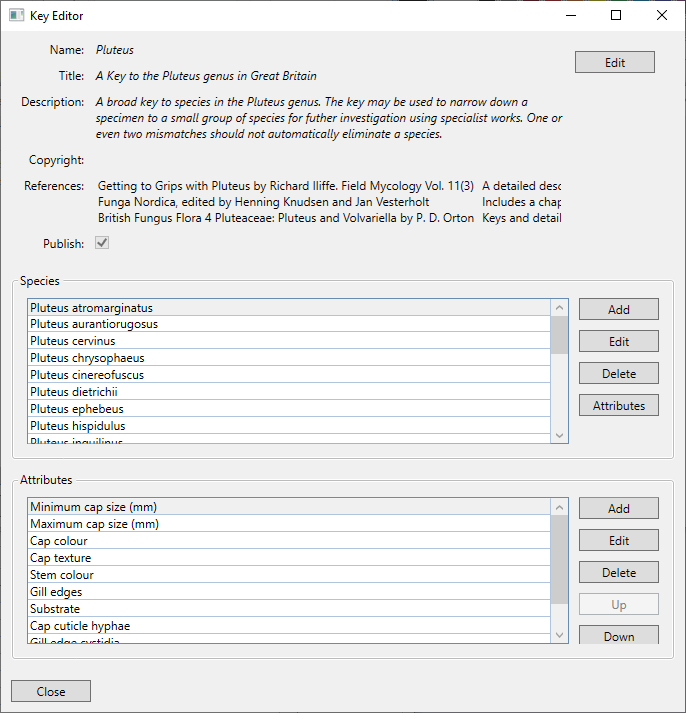 Key Editor
Name: Pluteus
Edit
Title: A Key to the Pluteus genus in Great Britain
Description: A broad key to species in the Pluteus genus. The key may be used to narrow down a
specimen to a small group of species for futher investigation using specialist works. One or
even two mismatches should not automatically eliminate a species.
Copyright:
References: Getting to Grips with Pluteus by Richard Iliffe. Field Mycology Vol. 11(3) A detailed desc
Funga Nordica, edited by Henning Knudsen and Jan Vesterholt Includes a chap
British Fungus Flora 4 Pluteaceae: Pluteus and Volvariella by P. D. Orton Keys and detail
Publish:
Species
Pluteus atromarginatus
Pluteus aurantiorugosus
Pluteus cervinus
Pluteus chrysophaeus
Pluteus cinereofuscus
Pluteus dietrichii
Pluteus ephebeus
Pluteus hispidulus
Pluteus inquilinus
Add
Edit
Delete
Attributes
Attributes
Minimum cap size (mm)
Maximum cap size (mm)
Cap colour
Cap texture
Stem colour
Gill edges
Substrate
Cap cuticle hyphae
Gill edge cystidia
Add
Edit
Delete
Up
Down
Close